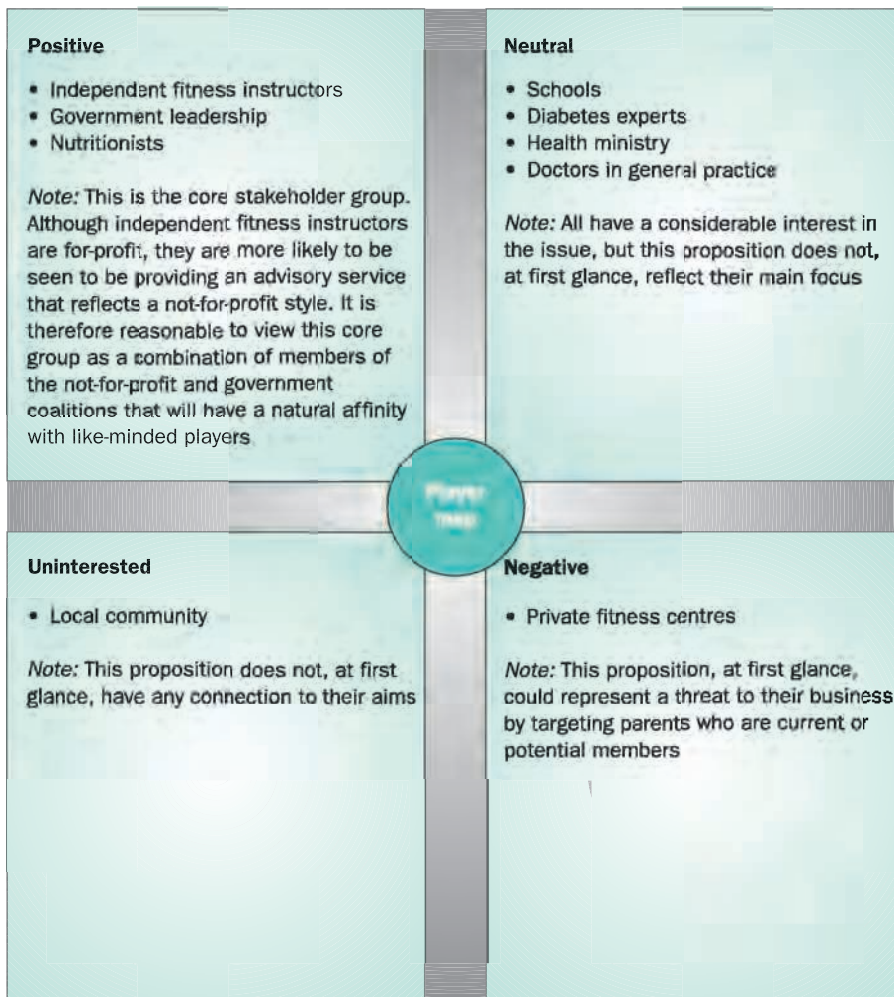 Positive
• Independent fitness instructors
• Government leadership
• Nutritionists
Note: This is the core stakeholder group.
Although independent fitness instructors
are for-profit, they are more likely to be
seen to be providing an advisory service
that reflects a not-for-profit style. It is
therefore reasonable to view this core
group as a combination of members of
the not-for-profit and government
coalitions that will have a natural affinity
with like-minded players
Neutral
• Schools
• Diabetes experts
• Health ministry
• Doctors in general practice
Note: All have a considerable interest in
the issue, but this proposition does not,
at first glance, reflect their main focus
Player
map
Uninterested
• Local community
Note: This proposition does not, at first
glance, have any connection to their aims
Negative
• Private fitness centres
Note: This proposition, at first glance,
could represent a threat to their business
by targeting parents who are current or
potential members